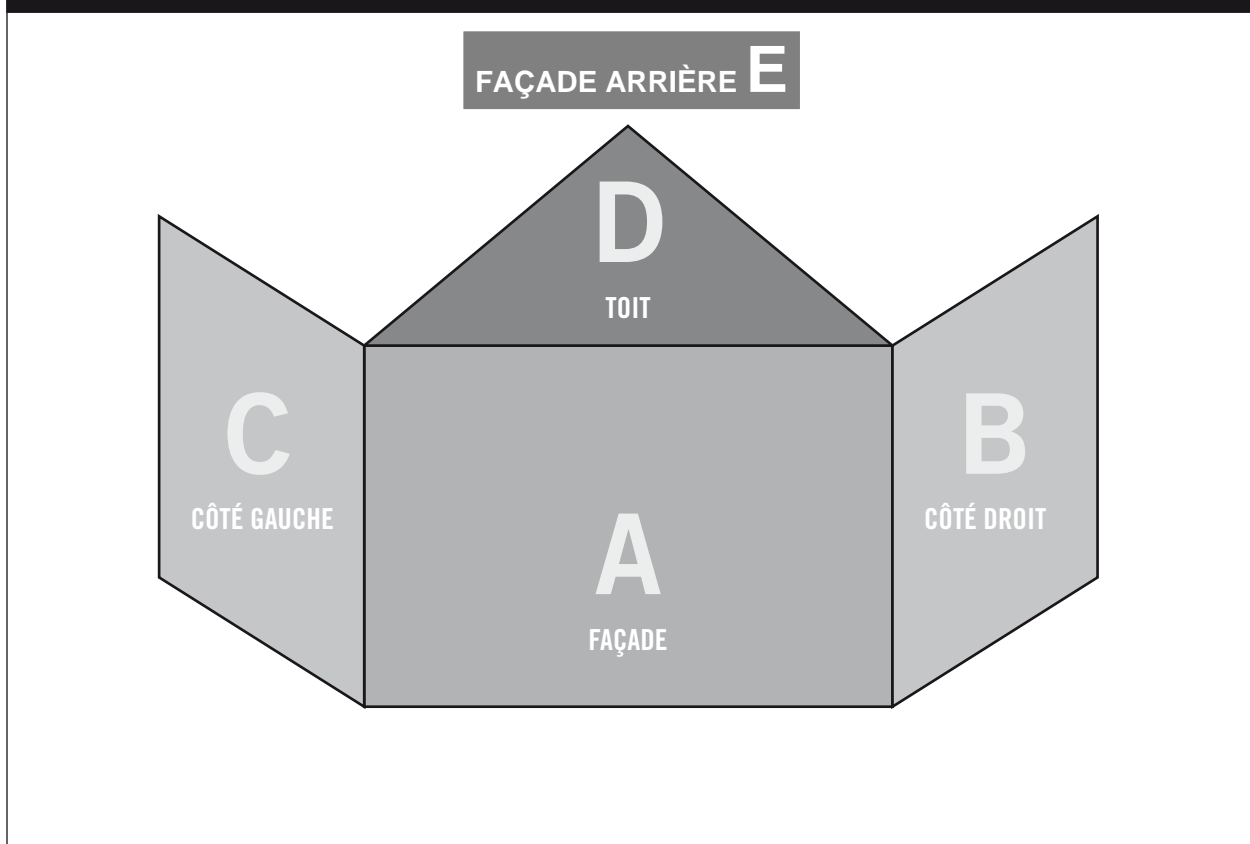 FAÇADE ARRIÈRE E
D
TOIT
C
CÔTÉ GAUCHE
B
CÔTÉ DROIT
A
FAÇADE